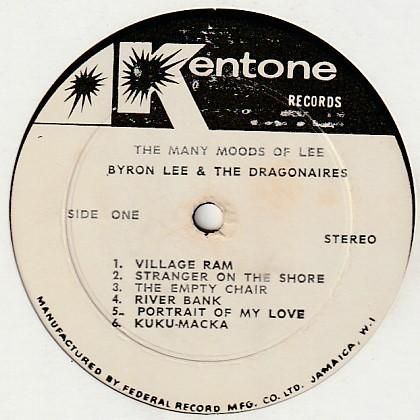 Kentone
RECORDS
THE MANY MOODS OF LEE
BYRON LEE & THE DRAGONAIRES
SIDE ONE
STEREO
1. VILLAGE RAM
2. STRANGER ON THE SHORE
3. THE EMPTY CHAIR
4. RIVER BANK
5. PORTRAIT OF MY LOVE
6. KUKU-MACKA
MANUFACTURED BY FEDERAL RECORD MFG. CO. LTD. JAMAICA, W.I